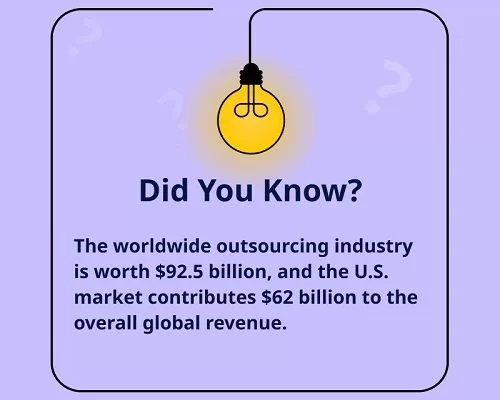 Did You Know?
The worldwide outsourcing industry
is worth $92.5 billion, and the U.S.
market contributes $62 billion to the
overall global revenue.